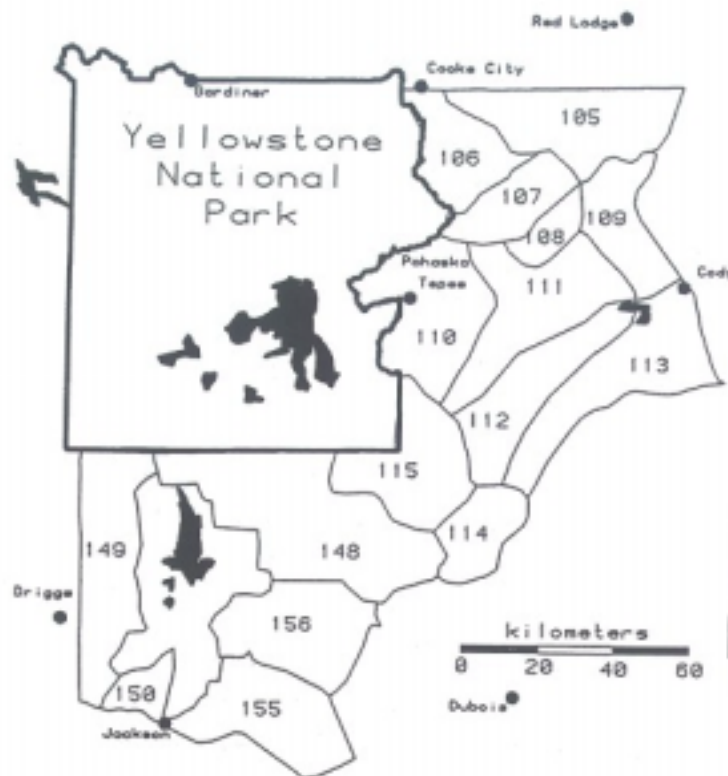 Red Lodge
Cooke City
Gardiner
105
Yellowstone
National
Park
106
107
109
108
Pahaska
Tepee
111
Cody
110
113
112
115
114
149
148
Driggs
156
kilometers
0 20 40 60
150
155
Dubois
Jackson